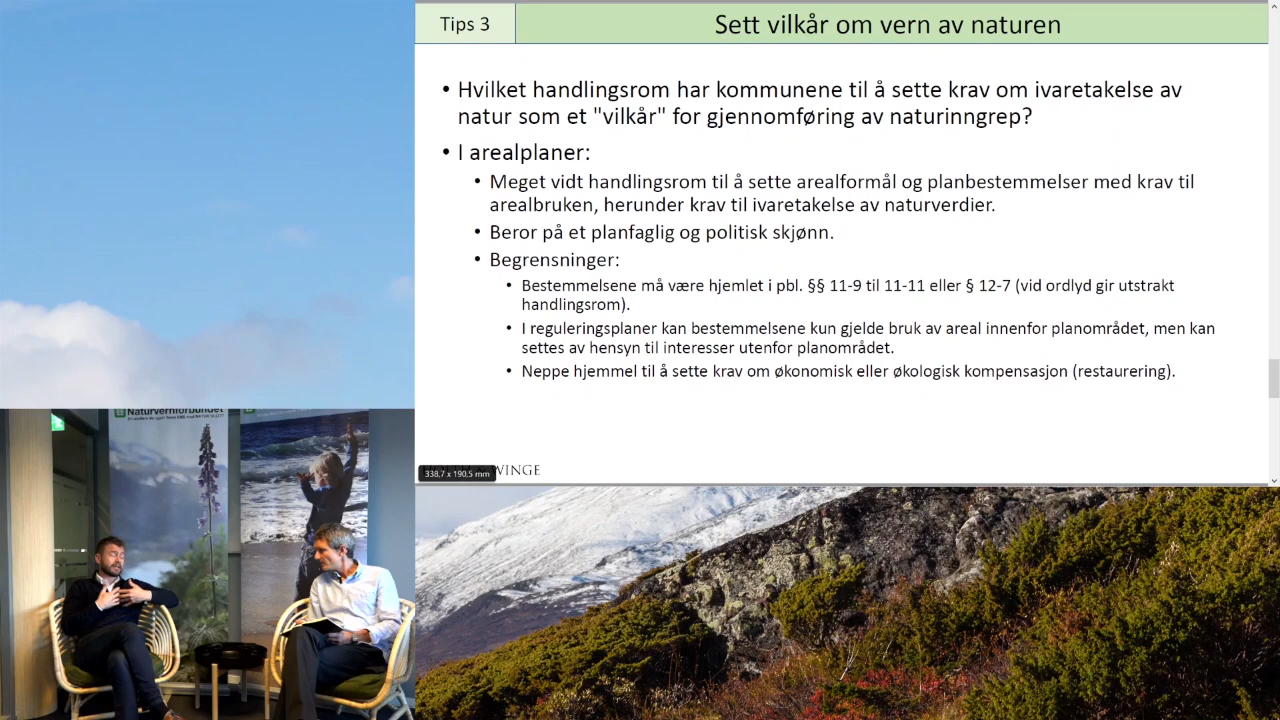 Tips 3
Sett vilkår om vern av naturen
• Hvilket handlingsrom har kommunene til å sette krav om ivaretakelse av
natur som et "vilkår" for gjennomføring av naturinngrep?
• I arealplaner:
• Meget vidt handlingsrom til å sette arealformål og planbestemmelser med krav til
arealbruken, herunder krav til ivaretakelse av naturverdier.
• Beror på et planfaglig og politisk skjønn.
• Begrensninger:
• Bestemmelsene må være hjemlet i pbl. §§ 11-9 til 11-11 eller § 12-7 (vid ordlyd gir utstrakt
handlingsrom).
• I reguleringsplaner kan bestemmelsene kun gjelde bruk av areal innenfor planområdet, men kan
settes av hensyn til interesser utenfor planområdet.
• Neppe hjemmel til å sette krav om økonomisk eller økologisk kompensasjon (restaurering).
338,7 x 190,5 mm
WINGE
Naturvernforbundet